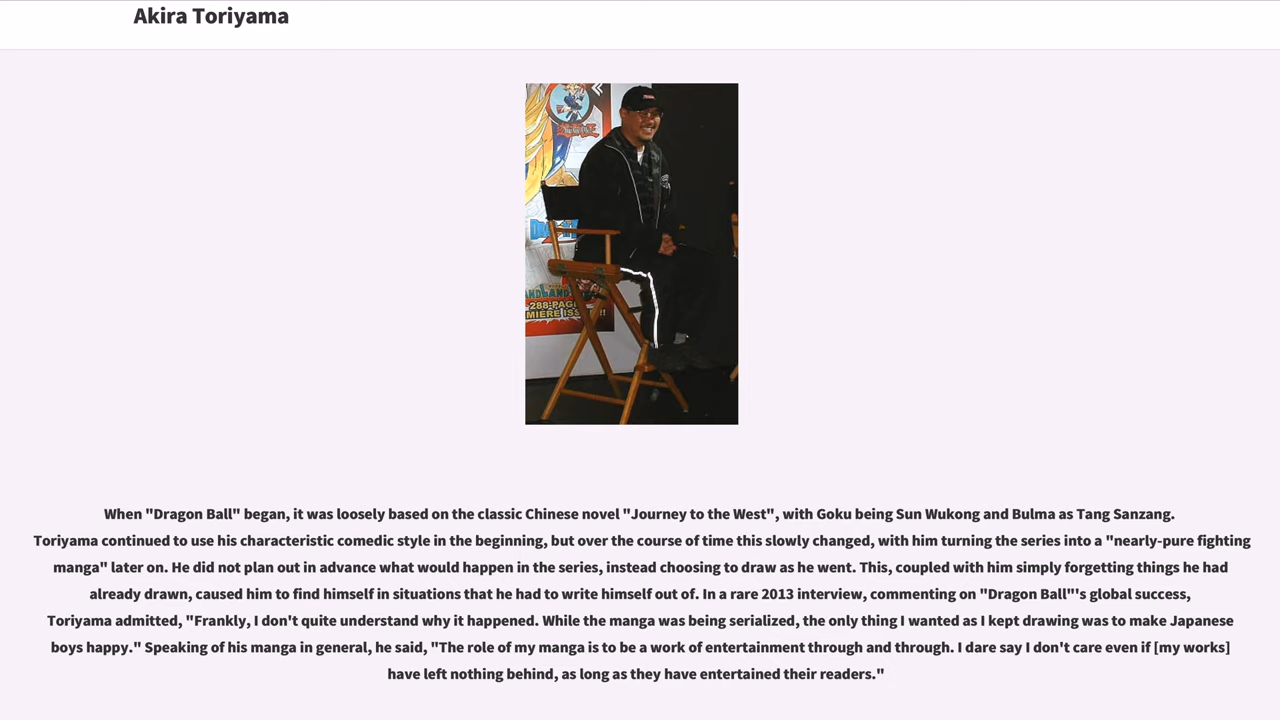 Akira Toriyama
288-PAGE
When "Dragon Ball" began, it was loosely based on the classic Chinese novel "Journey to the West", with Goku being Sun Wukong and Bulma as Tang Sanzang.
Toriyama continued to use his characteristic comedic style in the beginning, but over the course of time this slowly changed, with him turning the series into a "nearly-pure fighting
manga" later on. He did not plan out in advance what would happen in the series, instead choosing to draw as he went. This, coupled with him simply forgetting things he had
already drawn, caused him to find himself in situations that he had to write himself out of. In a rare 2013 interview, commenting on "Dragon Ball"'s global success,
Toriyama admitted, "Frankly, I don't quite understand why it happened. While the manga was being serialized, the only thing I wanted as I kept drawing was to make Japanese
boys happy." Speaking of his manga in general, he said, "The role of my manga is to be a work of entertainment through and through. I dare say I don't care even if [my works]
have left nothing behind, as long as they have entertained their readers."